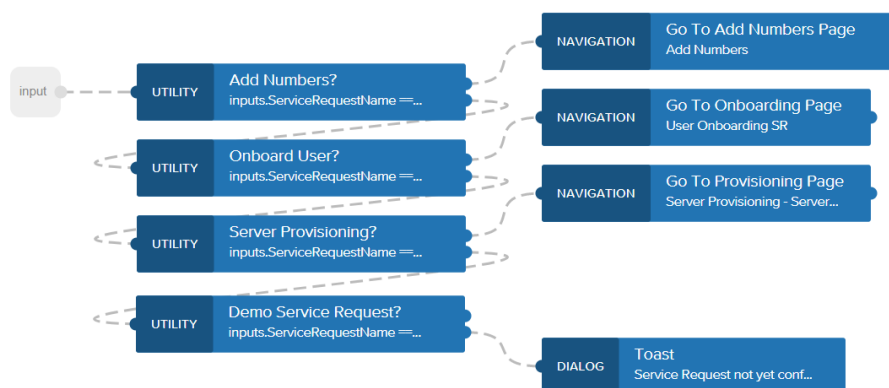 input
UTILITY
Add Numbers?
inputs.ServiceRequestName ==...
NAVIGATION
Go To Add Numbers Page
Add Numbers
UTILITY
Onboard User?
inputs.ServiceRequestName ==...
NAVIGATION
Go To Onboarding Page
User Onboarding SR
UTILITY
Server Provisioning?
inputs.ServiceRequestName ==...
NAVIGATION
Go To Provisioning Page
Server Provisioning - Server...
UTILITY
Demo Service Request?
inputs.ServiceRequestName ==...
DIALOG
Toast
Service Request not yet conf...